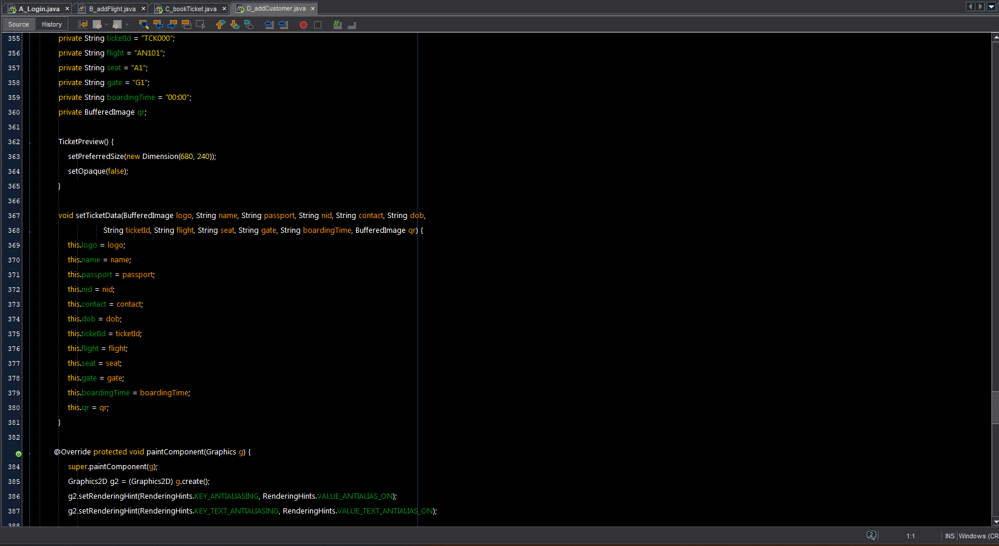 A_Login.java × B_addFlight.java × C_bookTicket.java × D_addCustomer.java ×
Source History
355 private String ticketId = "TCK000";
356 private String flight = "AN101";
357 private String seat = "A1";
358 private String gate = "G1";
359 private String boardingTime = "00:00";
360 private BufferedImage qr;
361
362 TicketPreview() {
363 setPreferredSize(new Dimension(680, 240));
364 setOpaque(false);
365 }
366
367 void setTicketData(BufferedImage logo, String name, String passport, String nid, String contact, String dob,
368 String ticketId, String flight, String seat, String gate, String boardingTime, BufferedImage qr) {
369 this.logo = logo;
370 this.name = name;
371 this.passport = passport;
372 this.nid = nid;
373 this.contact = contact;
374 this.dob = dob;
375 this.ticketId = ticketId;
376 this.flight = flight;
377 this.seat = seat;
378 this.gate = gate;
379 this.boardingTime = boardingTime;
380 this.qr = qr;
381 }
382
@Override protected void paintComponent(Graphics g) {
384 super.paintComponent(g);
385 Graphics2D g2 = (Graphics2D) g.create();
386 g2.setRenderingHint(RenderingHints.KEY_ANTIALIASING, RenderingHints.VALUE_ANTIALIAS_ON);
387 g2.setRenderingHint(RenderingHints.KEY_TEXT_ANTIALIASING, RenderingHints.VALUE_TEXT_ANTIALIAS_ON);
388
2 1:1 INS Windows (CR